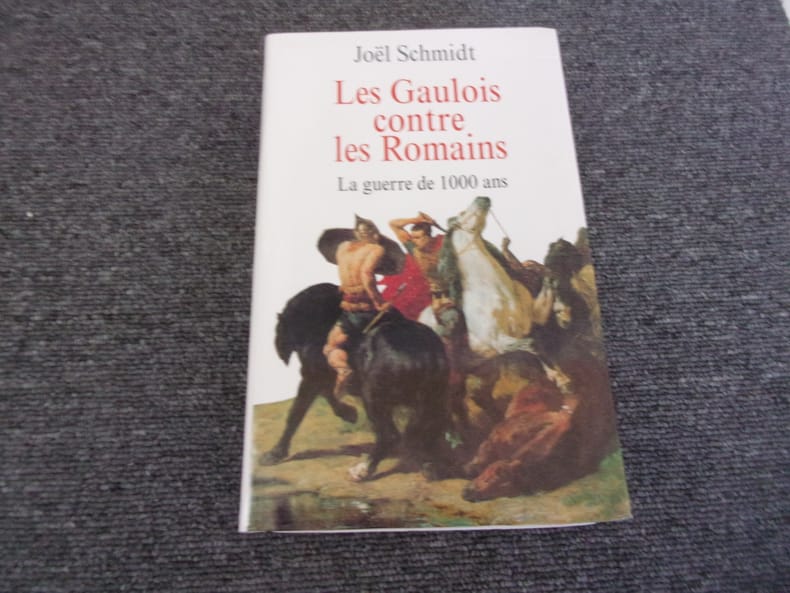 Joël Schmidt
Les Gaulois
contre
les Romains
La guerre de 1000 ans